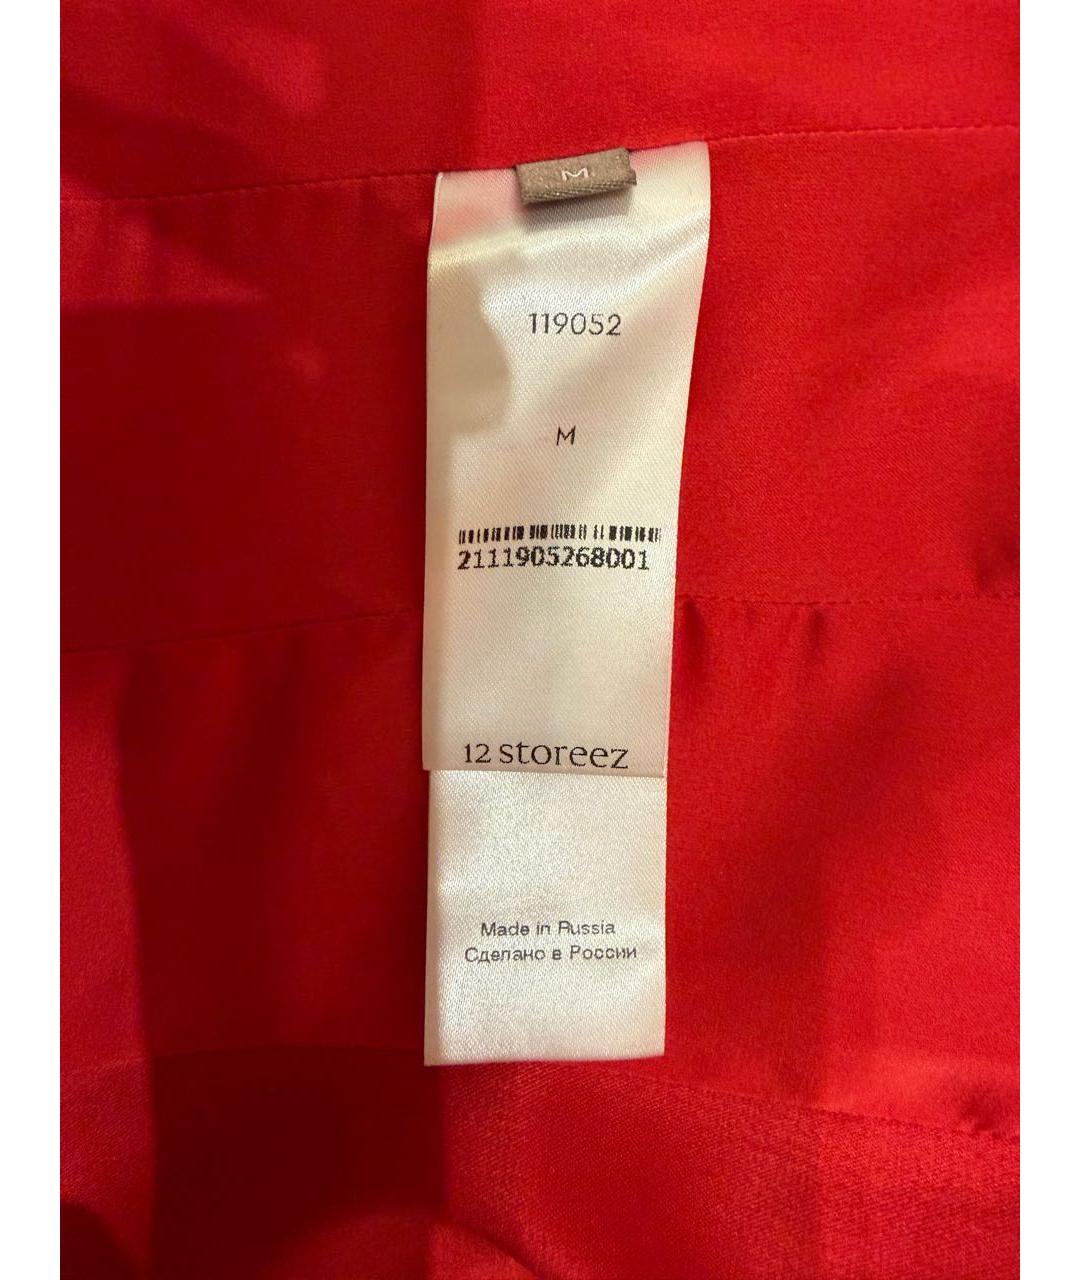 M
119052
M
2111905268001
12 storeez
Made in Russia
Сделано в России